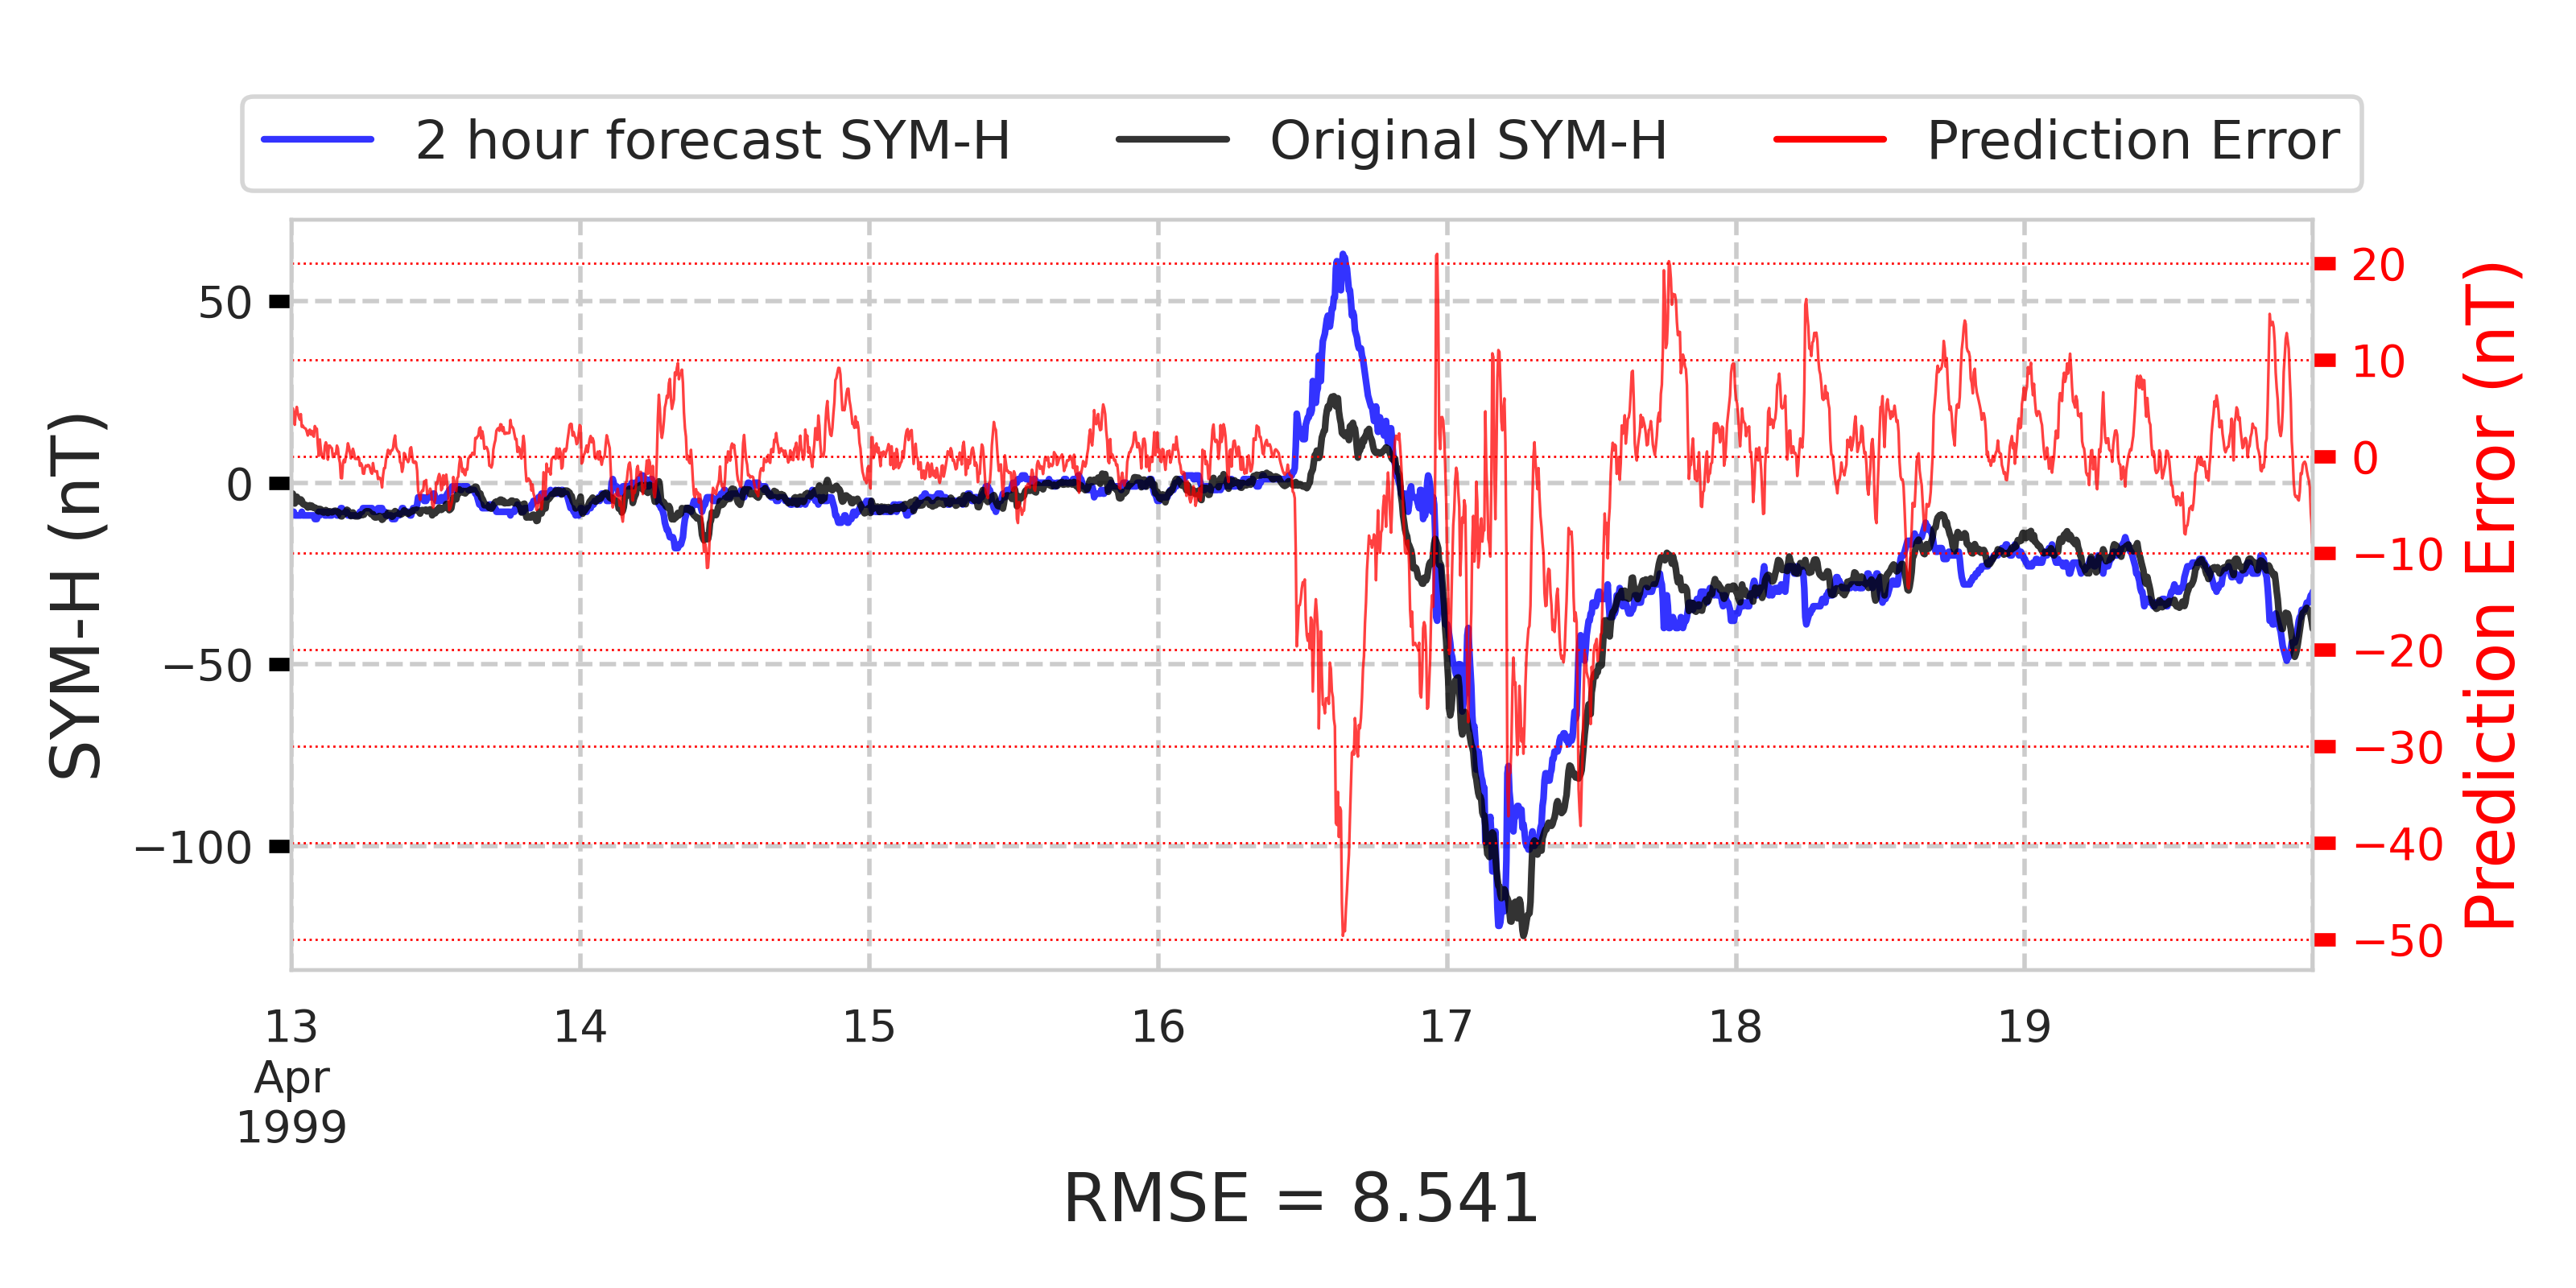 2 hour forecast SYM-H Original SYM-H Prediction Error
SYM-H (nT)
50
0
−50
−100
20
10
0
−10
−20
−30
−40
−50
Prediction Error (nT)
13 14 15 16 17 18 19
Apr
1999
RMSE = 8.541